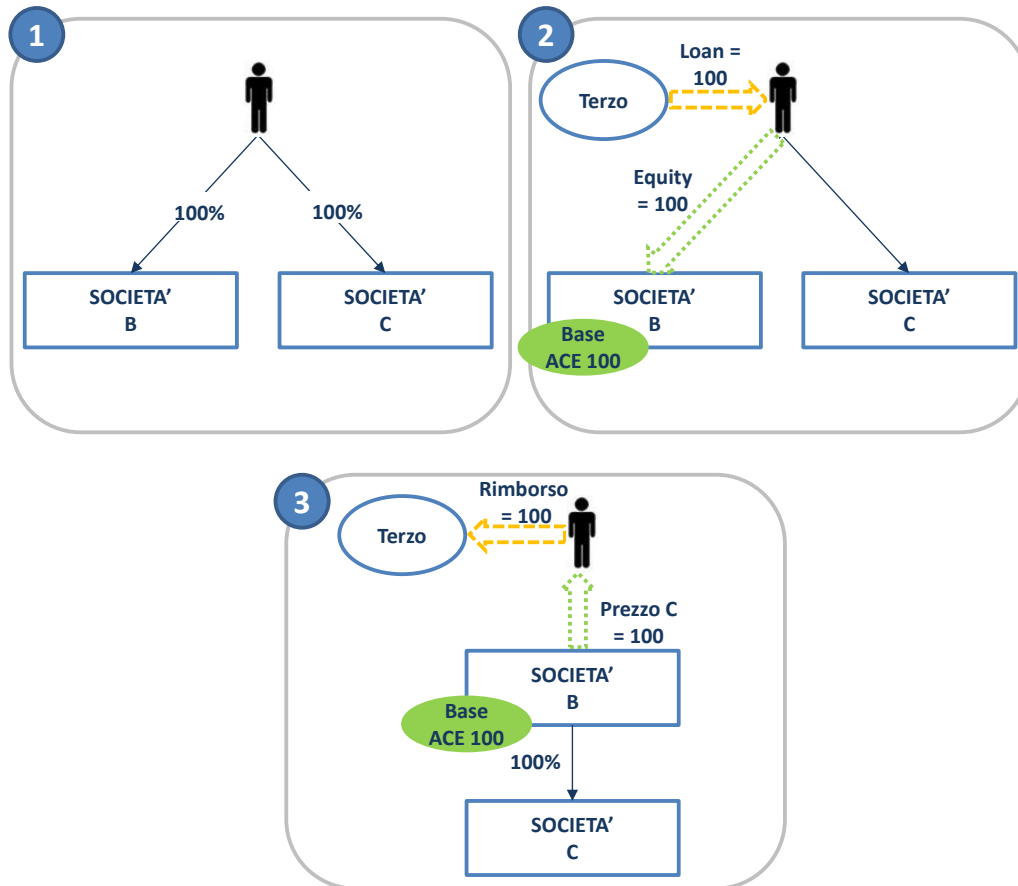 1
100%
100%
SOCIETA’
B
SOCIETA’
C
2
Loan =
100
Terzo
Equity
= 100
SOCIETA’
B
Base
ACE 100
SOCIETA’
C
3
Rimborso
= 100
Terzo
Prezzo C
= 100
SOCIETA’
B
Base
ACE 100
100%
SOCIETA’
C